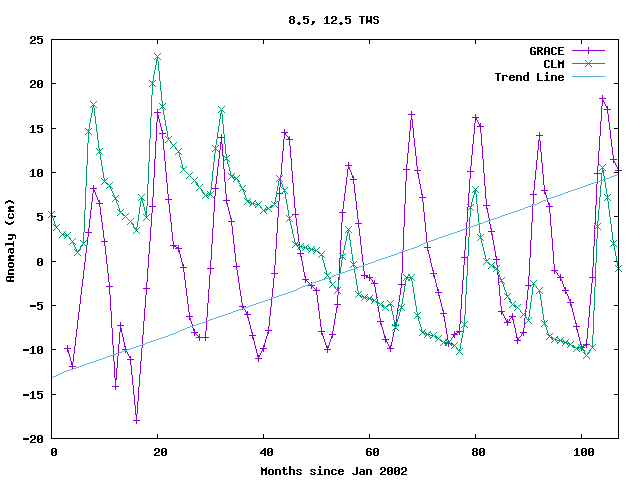 8.5, 12.5 TWS
GRACE
CLM
Trend Line
25
20
15
10
5
0
-5
-10
-15
-20
Anomaly (cm)
0 20 40 60 80 100
Months since Jan 2002